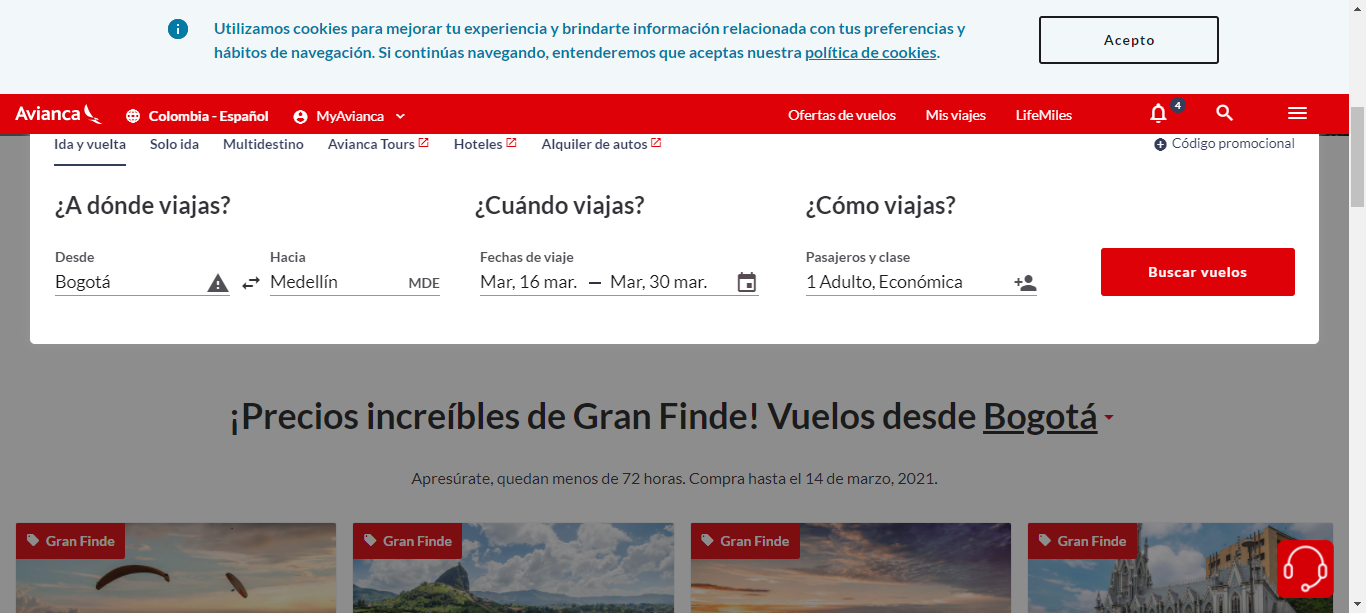 Utilizamos cookies para mejorar tu experiencia y brindarte información relacionada con tus preferencias y
hábitos de navegación. Si continúas navegando, entenderemos que aceptas nuestra política de cookies.
Acepto
Avianca
Colombia - Español
MyAvianca
Ofertas de vuelos
Mis viajes
LifeMiles
4
Ida y vuelta
Solo ida
Multidestino
Avianca Tours
Hoteles
Alquiler de autos
Código promocional
¿A dónde viajas?
¿Cuándo viajas?
¿Cómo viajas?
Desde
Hacia
Fechas de viaje
Pasajeros y clase
Bogotá
Medellín
MDE
Mar, 16 mar. — Mar, 30 mar.
1 Adulto, Económica
Buscar vuelos
¡Precios increíbles de Gran Finde! Vuelos desde Bogotá
Apresúrate, quedan menos de 72 horas. Compra hasta el 14 de marzo, 2021.
Gran Finde
Gran Finde
Gran Finde
Gran Finde